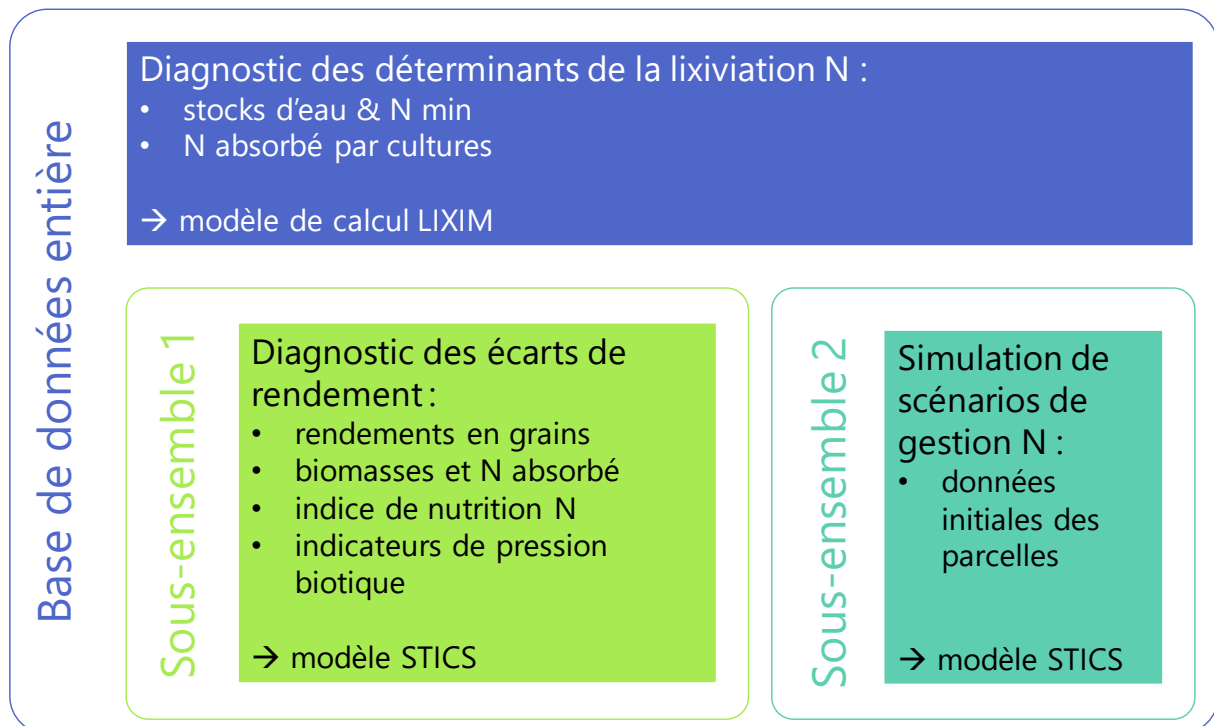 Base de données entière
Diagnostic des déterminants de la lixiviation N :
• stocks d'eau & N min
• N absorbé par cultures
→ modèle de calcul LIXIM
Sous-ensemble 1
Diagnostic des écarts de
rendement :
• rendements en grains
• biomasses et N absorbé
• indice de nutrition N
• indicateurs de pression
biotique
→ modèle STICS
Sous-ensemble 2
Simulation de
scénarios de
gestion N :
• données
initiales des
parcelles
→ modèle STICS